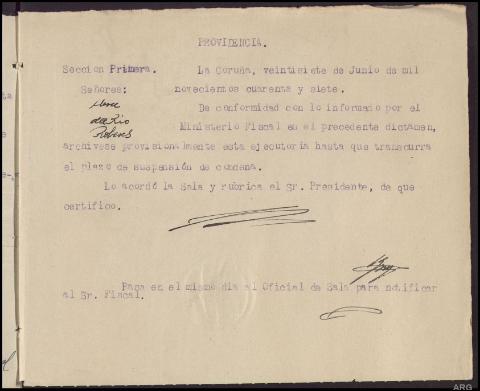 PROVIDENCIA.
Seccion Primera. La Coruña, veintisiete de Junio de mil
Señores: novecientos cuarenta y siete.
De conformidad con lo informado por el
del Rio
Ministerio Fiscal en el precedente dictamen,
archivese provisionalmente esta ejecutoria hasta que transcurra
el plazo de suspensión de condena.
Lo acordó la Sala y rubrica el Sr. Presidente, de que
certifico.
Pasa en el mismo dia al Oficial de Sala para notificar
al Sr. Fiscal.
ARG